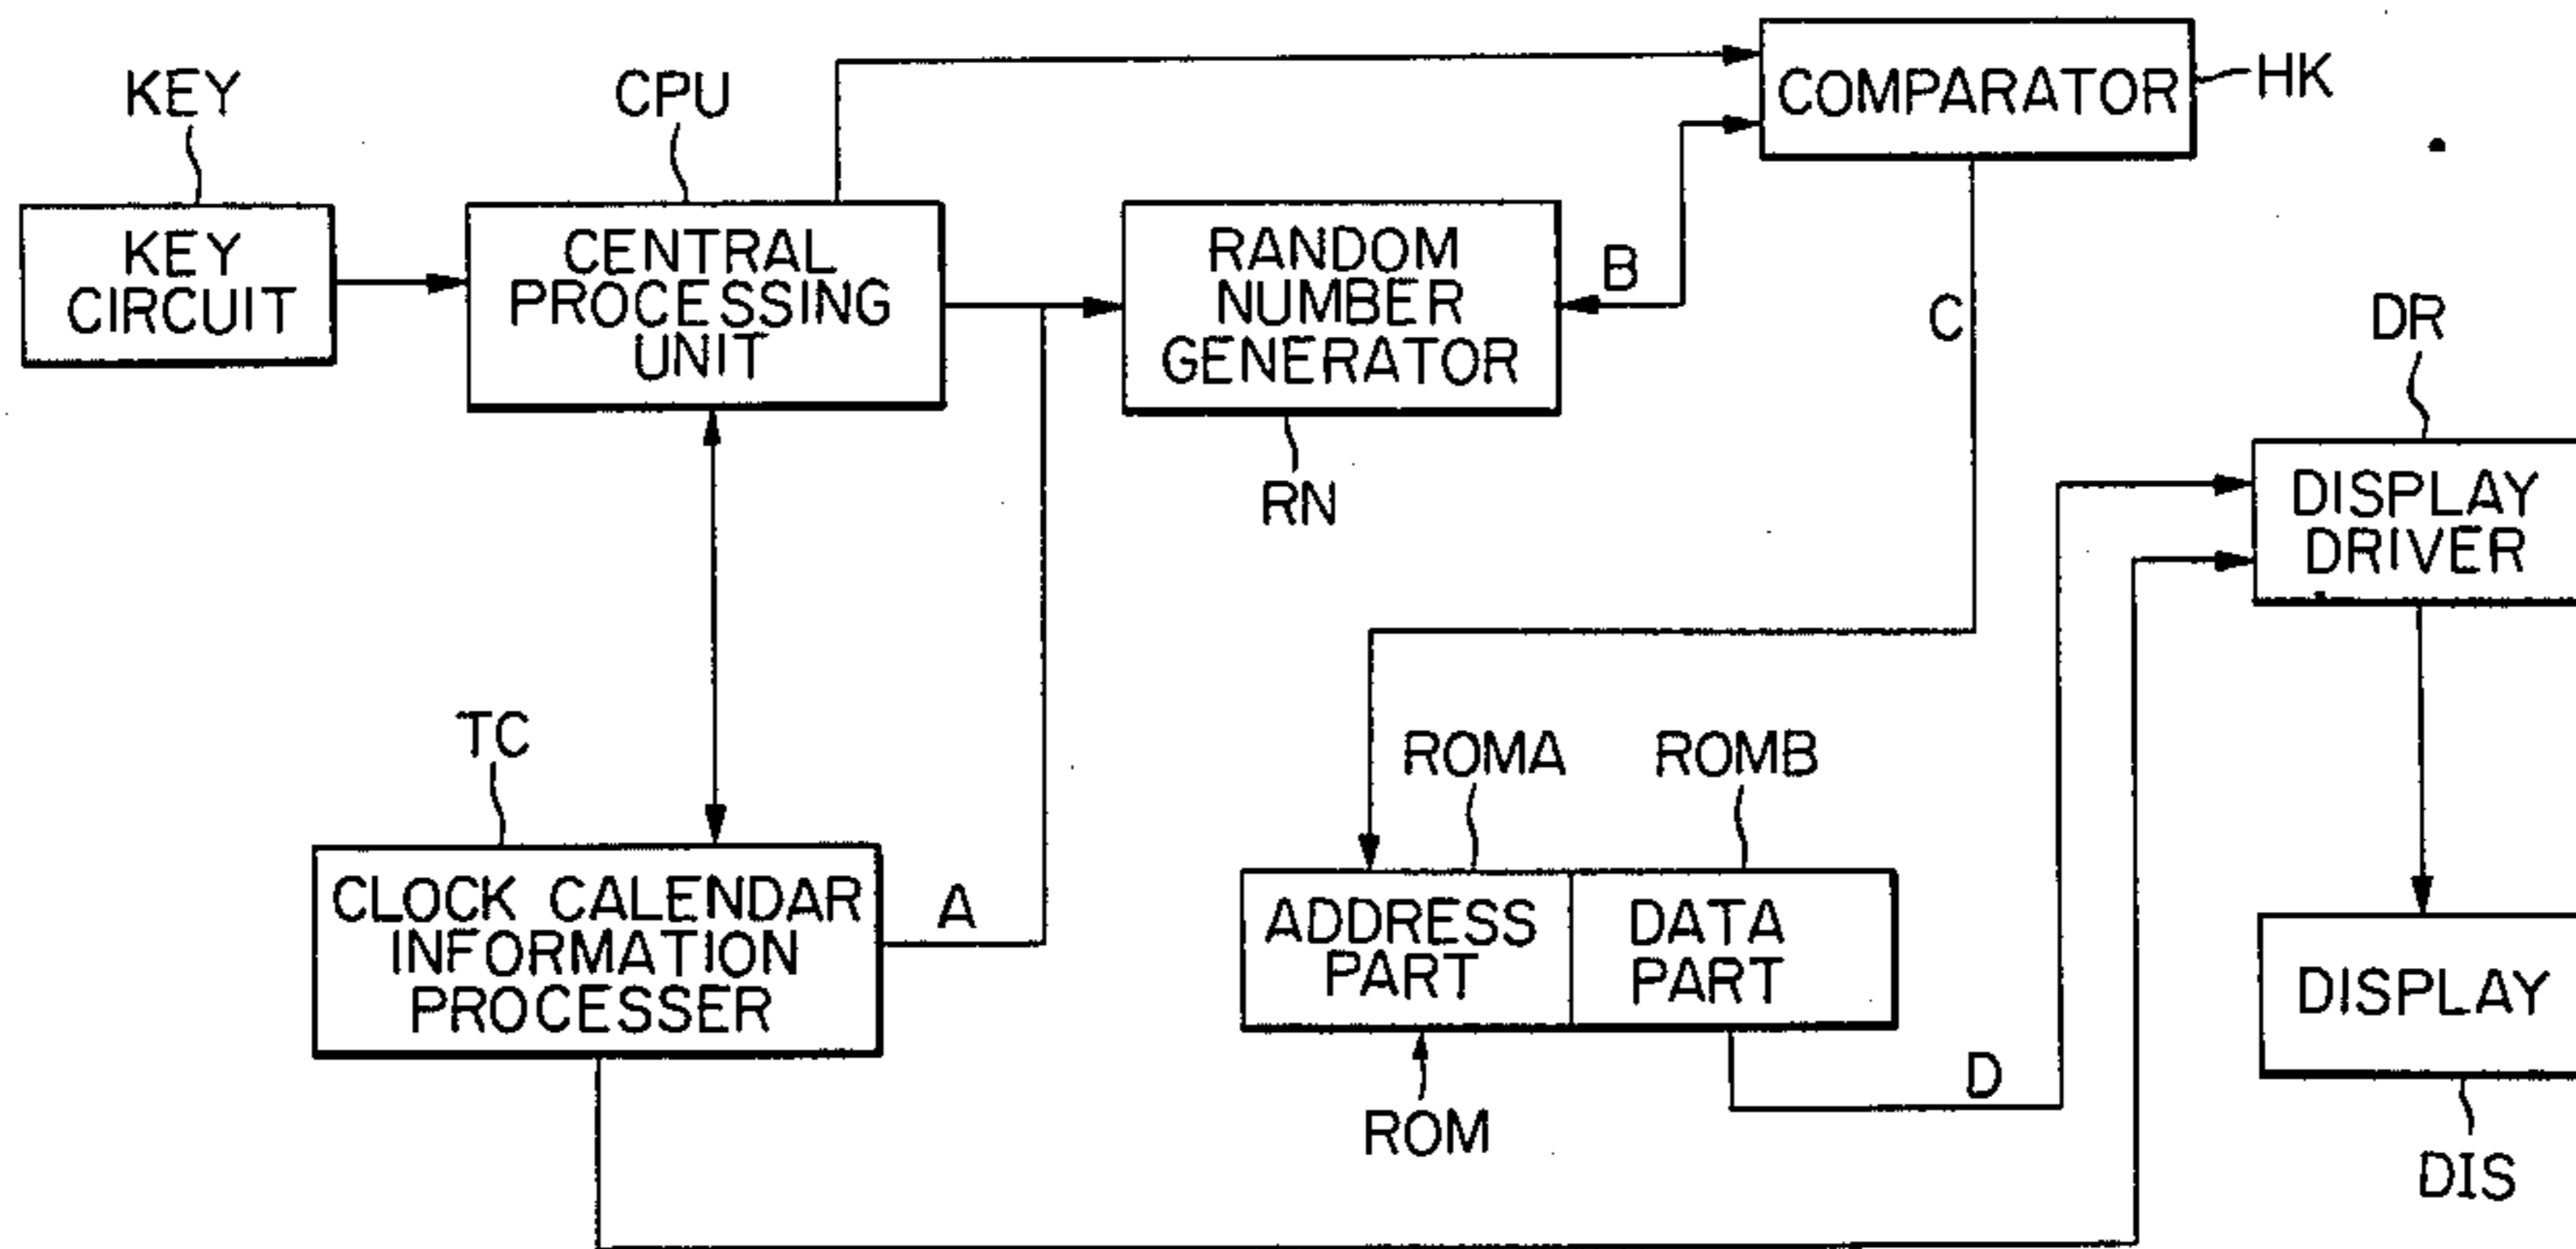 KEY
CPU
COMPARATOR
HK
KEY
CIRCUIT
CENTRAL
PROCESSING
UNIT
RANDOM
NUMBER
GENERATOR
B
C
DR
RN
DISPLAY
DRIVER
TC
ROMA
ROMB
CLOCK CALENDAR
INFORMATION
PROCESSER
A
ADDRESS
PART
DATA
PART
DISPLAY
D
ROM
DIS